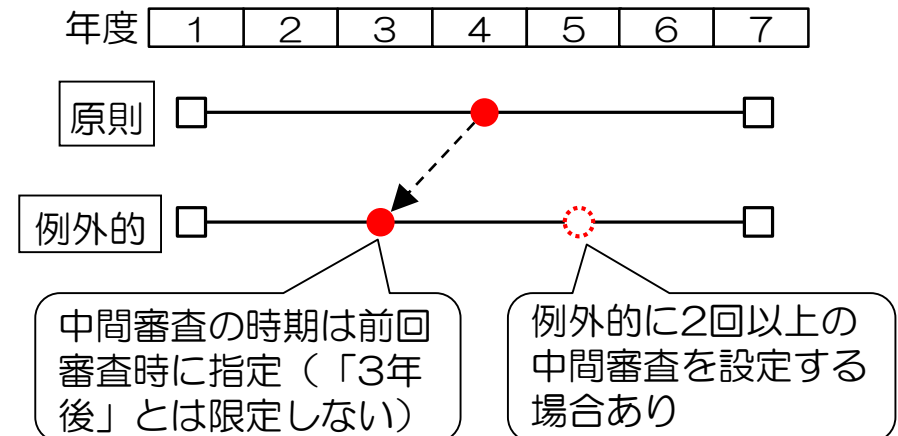 年度 1 2 3 4 5 6 7
原則
例外的
中間審査の時期は前回
審査時に指定（「3年
後」とは限定しない）
例外的に2回以上の
中間審査を設定する
場合あり